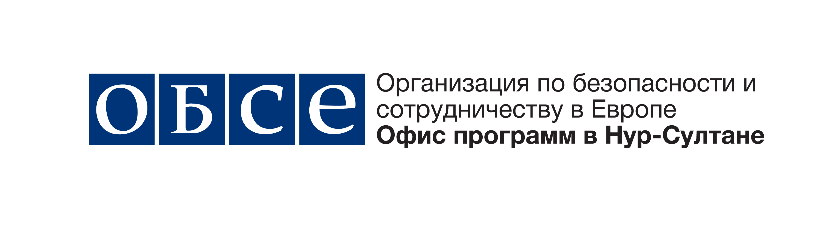 ОБСЕ
Организация по безопасности и
сотрудничеству в Европе
Офис программ в Нур-Султане